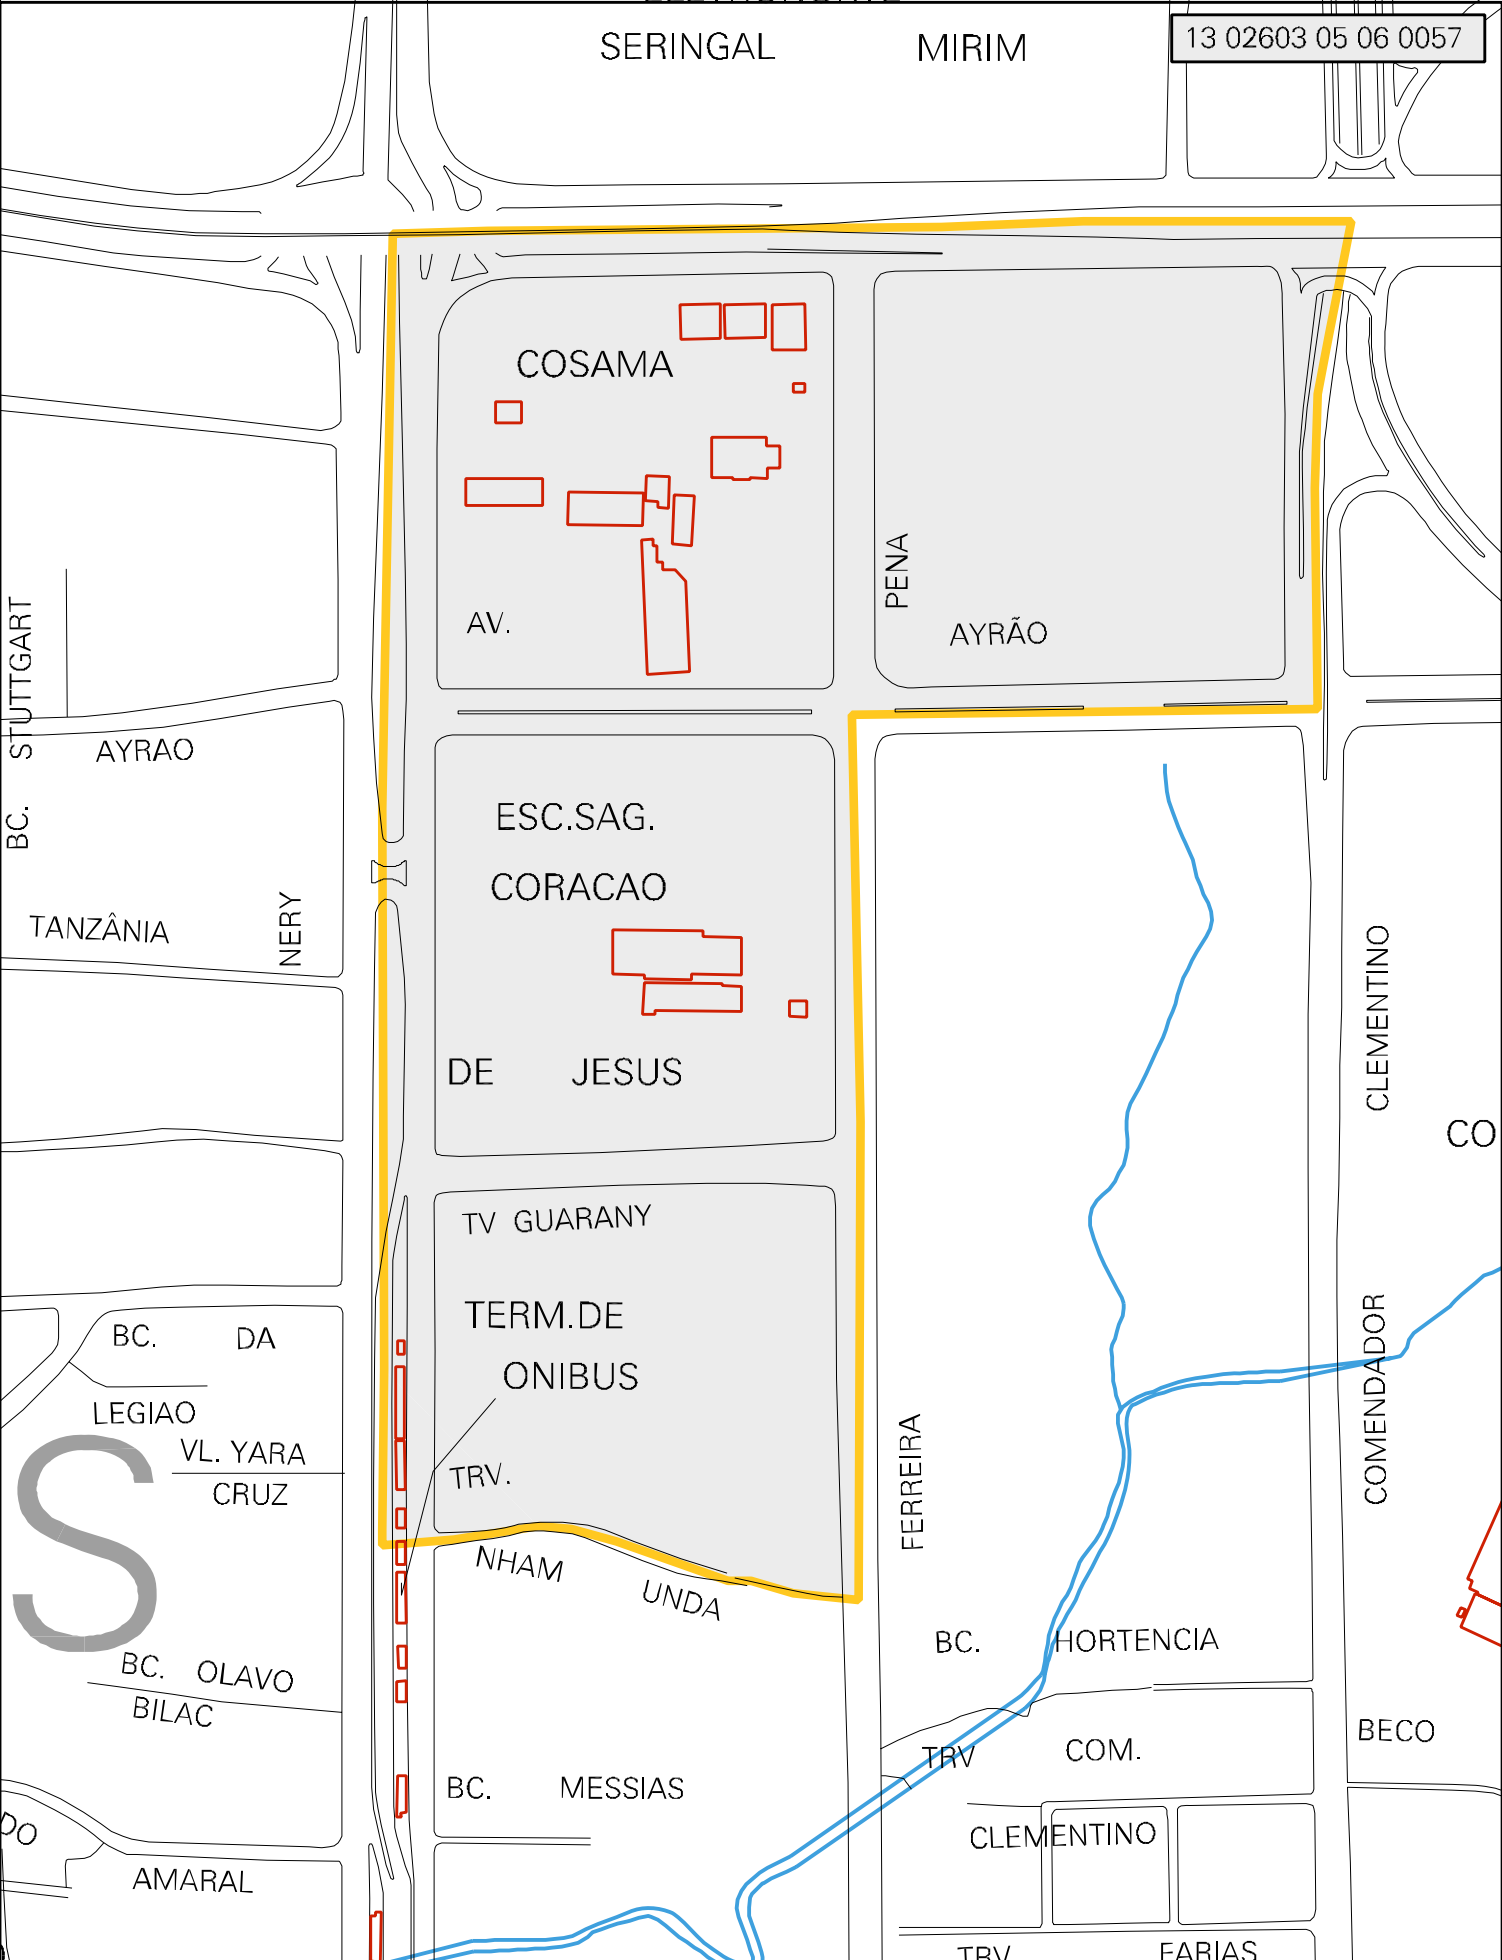 SERINGAL MIRIM
13 02603 05 06 0057
COSAMA
PENA
AV. AYRÃO
BC. STUTTGART
AYRAO
ESC.SAG.
CORACAO
TANZÂNIA
NERY
CLEMENTINO
DE JESUS
CO
TV GUARANY
TERM.DE
ONIBUS
BC. DA
LEGIAO
VL. YARA
CRUZ
S
TRV.
FERREIRA
COMENDADOR
NHAM UNDA
BC. HORTENCIA
BC. OLAVO
BILAC
BECO
TRV COM.
BC. MESSIAS
CLEMENTINO
DO
AMARAL
TRV FARIAS